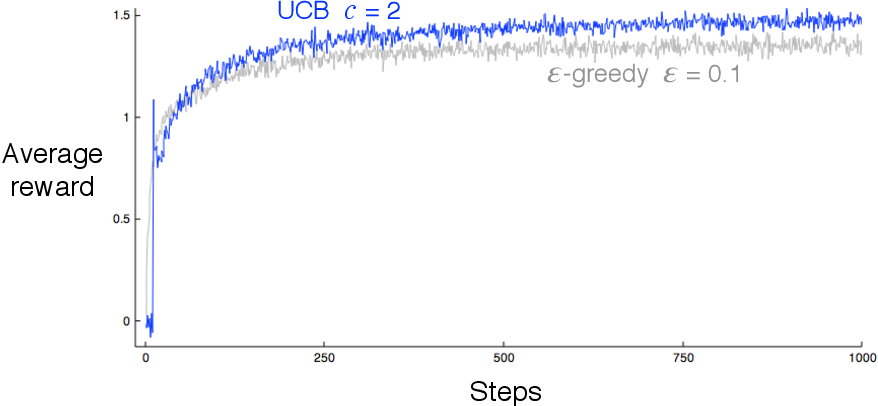 UCB c = 2
ε-greedy ε = 0.1
Average
reward
1.5
1
0.5
0
0
250
500
750
1000
Steps